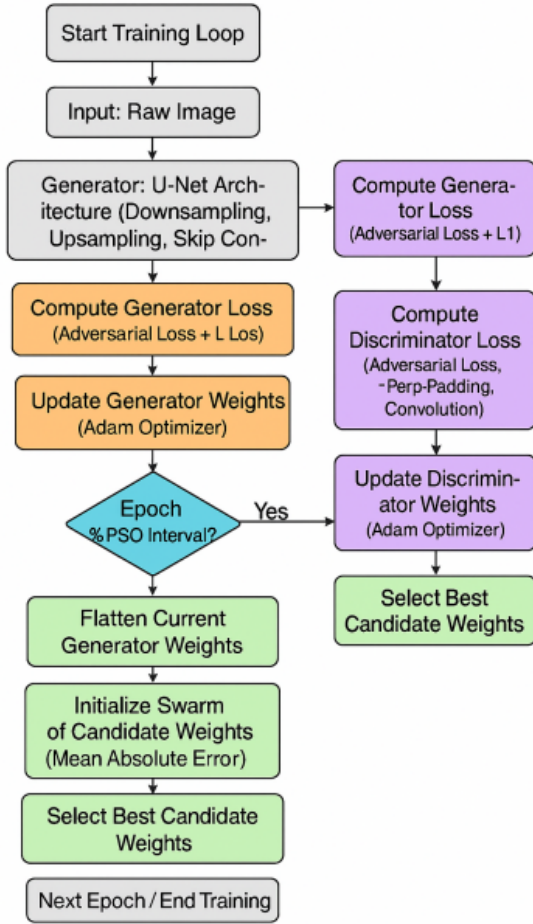 Start Training Loop
Input: Raw Image
Generator: U-Net Arch-
itecture (Downsampling,
Upsampling, Skip Con-
Compute Generator Loss
(Adversarial Loss + L Los)
Update Generator Weights
(Adam Optimizer)
Epoch
% PSO Interval?
Yes
Flatten Current
Generator Weights
Initialize Swarm
of Candidate Weights
(Mean Absolute Error)
Select Best Candidate
Weights
Next Epoch / End Training
Compute Genera-
tor Loss
(Adversarial Loss + L1)
Compute
Discriminator Loss
(Adversarial Loss,
-Perp-Padding,
Convolution)
Update Discrimin-
ator Weights
(Adam Optimizer)
Select Best
Candidate Weights